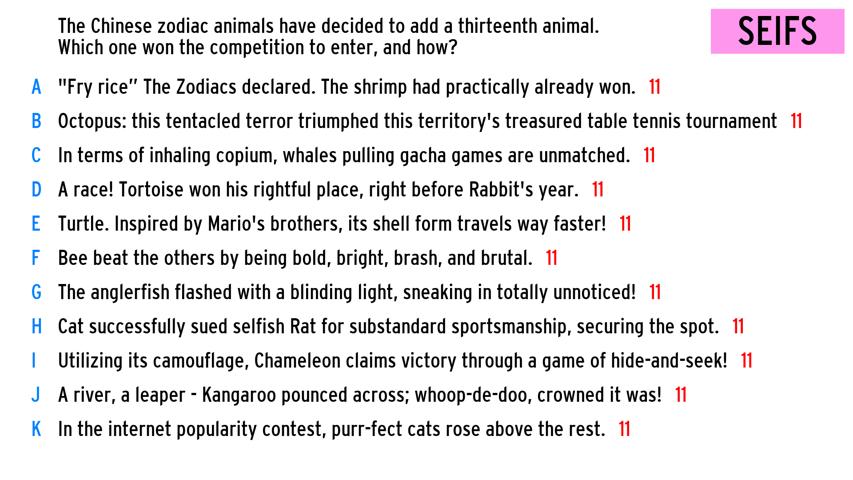 The Chinese zodiac animals have decided to add a thirteenth animal.
Which one won the competition to enter, and how?
SEIFS
A "Fry rice” The Zodiacs declared. The shrimp had practically already won. 11
B Octopus: this tentacled terror triumphed this territory's treasured table tennis tournament 11
C In terms of inhaling copium, whales pulling gacha games are unmatched. 11
D A race! Tortoise won his rightful place, right before Rabbit's year. 11
E Turtle. Inspired by Mario's brothers, its shell form travels way faster! 11
F Bee beat the others by being bold, bright, brash, and brutal. 11
G The anglerfish flashed with a blinding light, sneaking in totally unnoticed! 11
H Cat successfully sued selfish Rat for substandard sportsmanship, securing the spot. 11
I Utilizing its camouflage, Chameleon claims victory through a game of hide-and-seek! 11
J A river, a leaper - Kangaroo pounced across; whoop-de-doo, crowned it was! 11
K In the internet popularity contest, purr-fect cats rose above the rest. 11